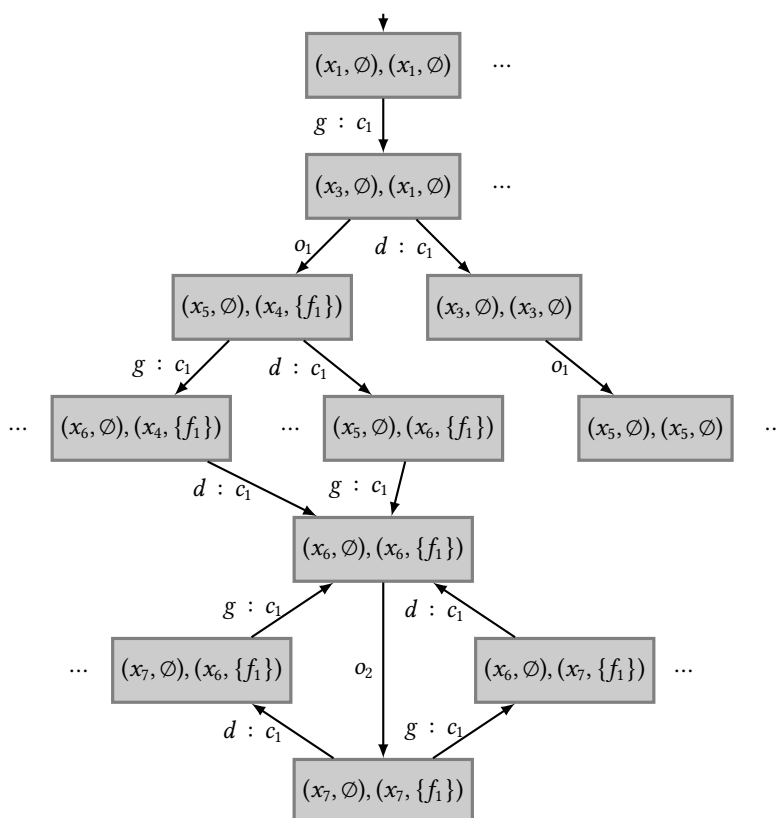 (x₁, ∅), (x₁, ∅) ...
g : c₁
(x₃, ∅), (x₁, ∅) ...
o₁ d : c₁
(x₅, ∅), (x₄, {f₁}) (x₃, ∅), (x₃, ∅)
g : c₁ d : c₁ o₁
... (x₆, ∅), (x₄, {f₁}) ... (x₅, ∅), (x₆, {f₁}) (x₅, ∅), (x₅, ∅) ...
d : c₁ g : c₁
(x₆, ∅), (x₆, {f₁})
g : c₁ d : c₁
... (x₇, ∅), (x₆, {f₁}) o₂ (x₆, ∅), (x₇, {f₁}) ...
d : c₁ g : c₁
(x₇, ∅), (x₇, {f₁})